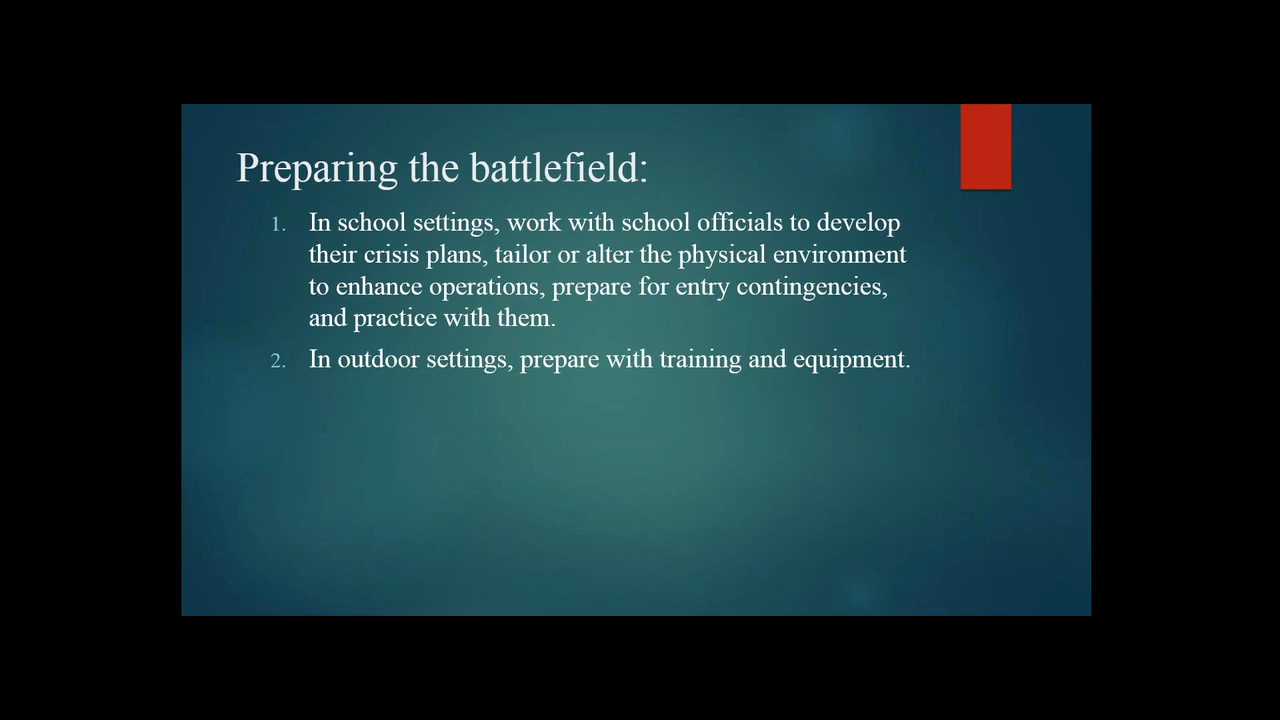 Preparing the battlefield:
1. In school settings, work with school officials to develop
their crisis plans, tailor or alter the physical environment
to enhance operations, prepare for entry contingencies,
and practice with them.
2. In outdoor settings, prepare with training and equipment.